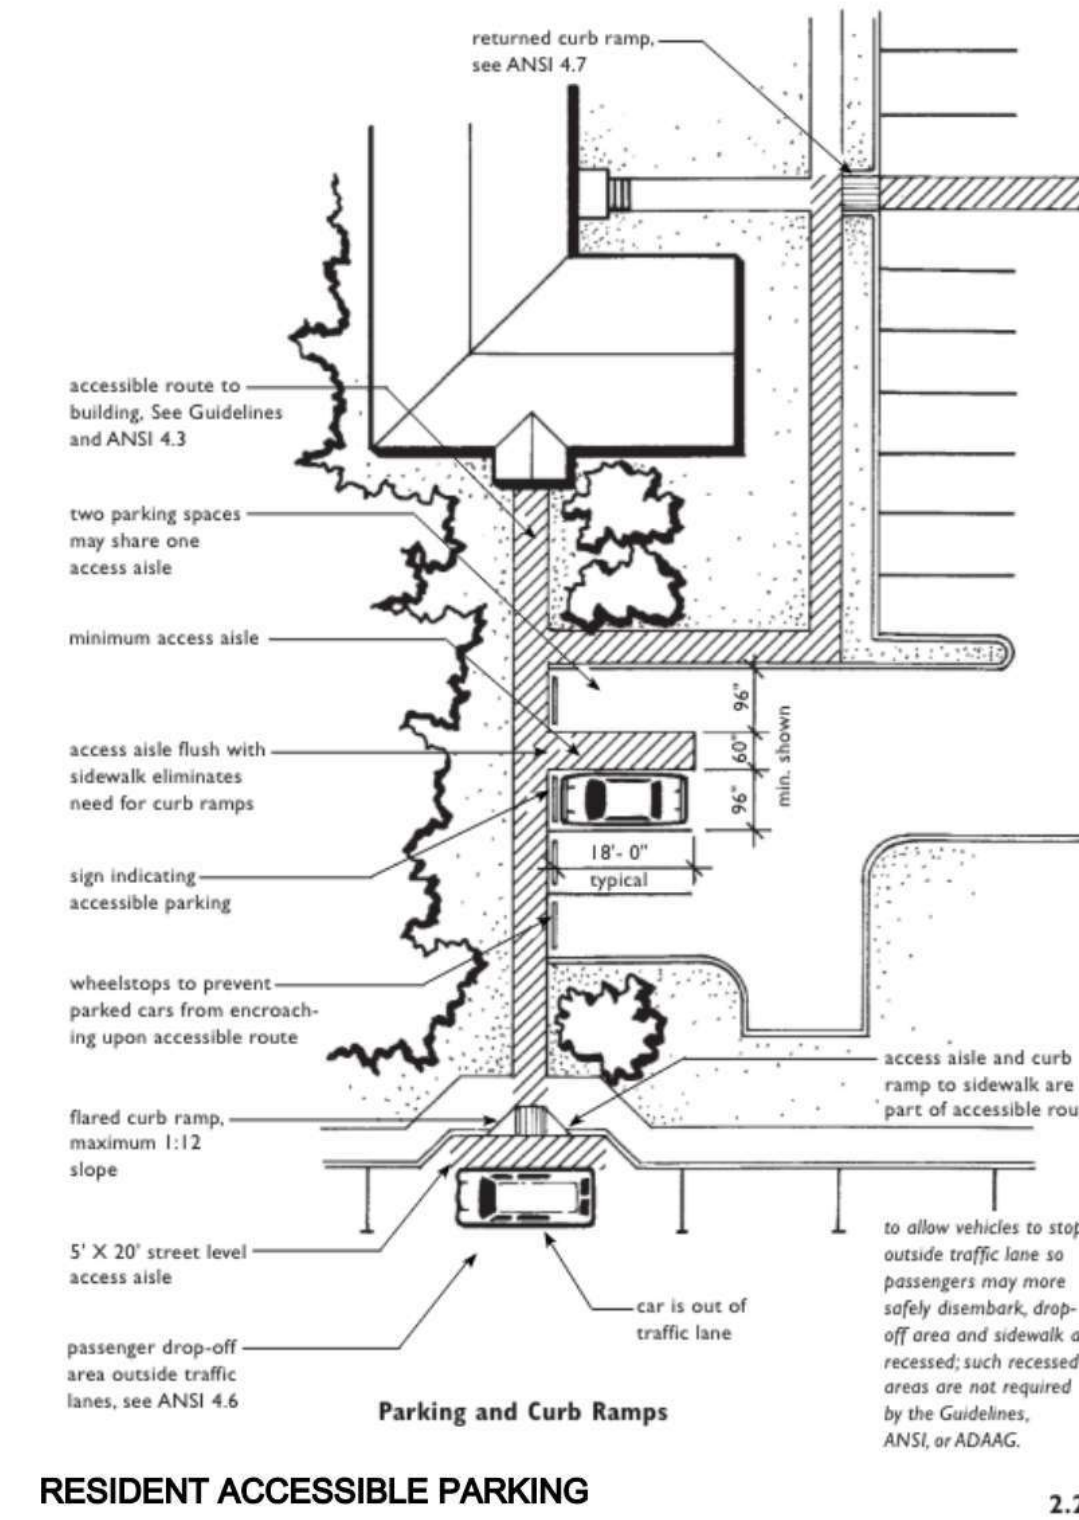 returned curb ramp,
see ANSI 4.7
accessible route to
building, See Guidelines
and ANSI 4.3
two parking spaces
may share one
access aisle
minimum access aisle
96"
60"
96"
min. shown
access aisle flush with
sidewalk eliminates
need for curb ramps
18'- 0"
typical
sign indicating
accessible parking
wheelstops to prevent
parked cars from encroach-
ing upon accessible route
access aisle and curb
ramp to sidewalk are
part of accessible rou
flared curb ramp,
maximum 1:12
slope
to allow vehicles to stop
outside traffic lane so
passengers may more
safely disembark, drop-
off area and sidewalk a
recessed; such recessed
areas are not required
by the Guidelines,
ANSI, or ADAAG.
5' X 20' street level
access aisle
car is out of
traffic lane
passenger drop-off
area outside traffic
lanes, see ANSI 4.6
Parking and Curb Ramps
RESIDENT ACCESSIBLE PARKING
2.2